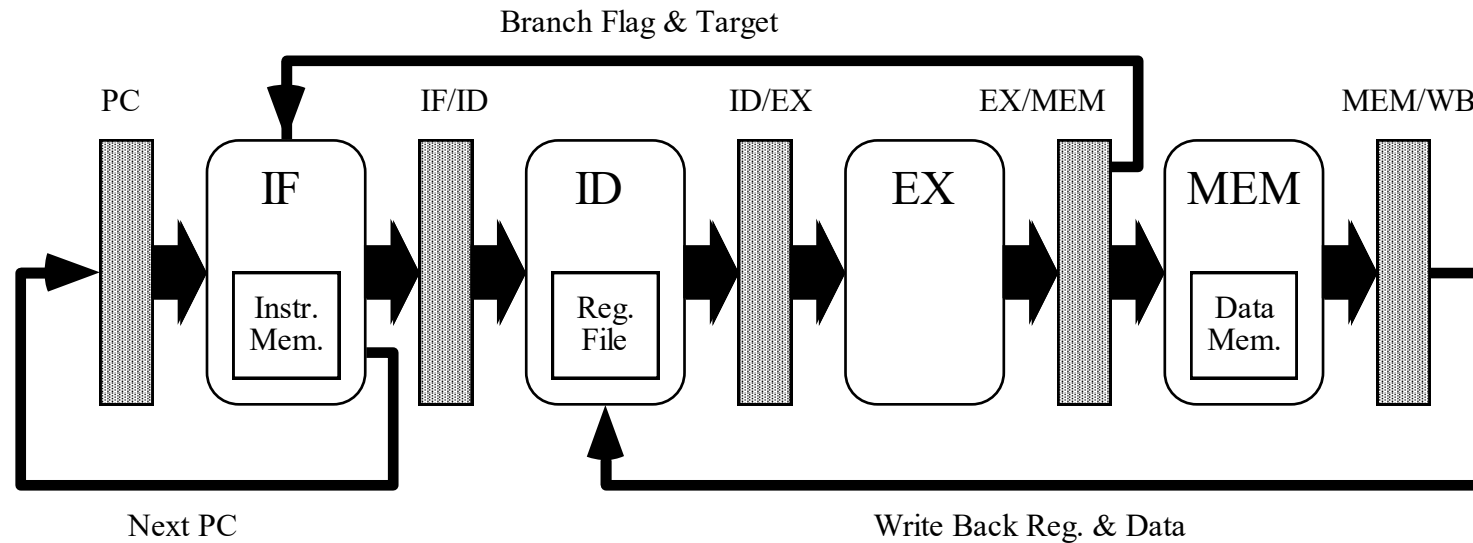 Branch Flag & Target
PC
IF/ID
ID/EX
EX/MEM
MEM/WB
IF
ID
EX
MEM
Instr.
Mem.
Reg.
File
Data
Mem.
Next PC
Write Back Reg. & Data